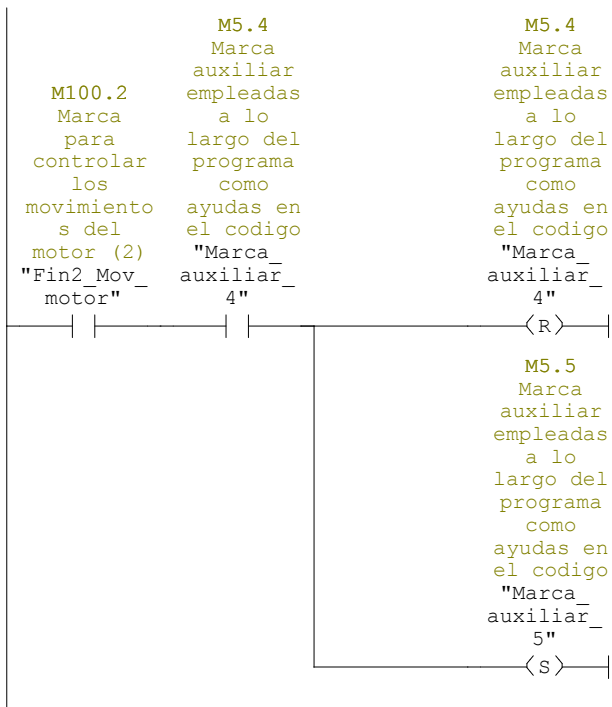 M5.4
Marca
auxiliar
empleadas
a lo
largo del
programa
como
ayudas en
el codigo
"Marca_
auxiliar_
4"
M100.2
Marca
para
controlar
los
movimiento
s del
motor (2)
"Fin2_Mov_
motor"
M5.4
Marca
auxiliar
empleadas
a lo
largo del
programa
como
ayudas en
el codigo
"Marca_
auxiliar_
4"
R
M5.5
Marca
auxiliar
empleadas
a lo
largo del
programa
como
ayudas en
el codigo
"Marca_
auxiliar_
5"
S